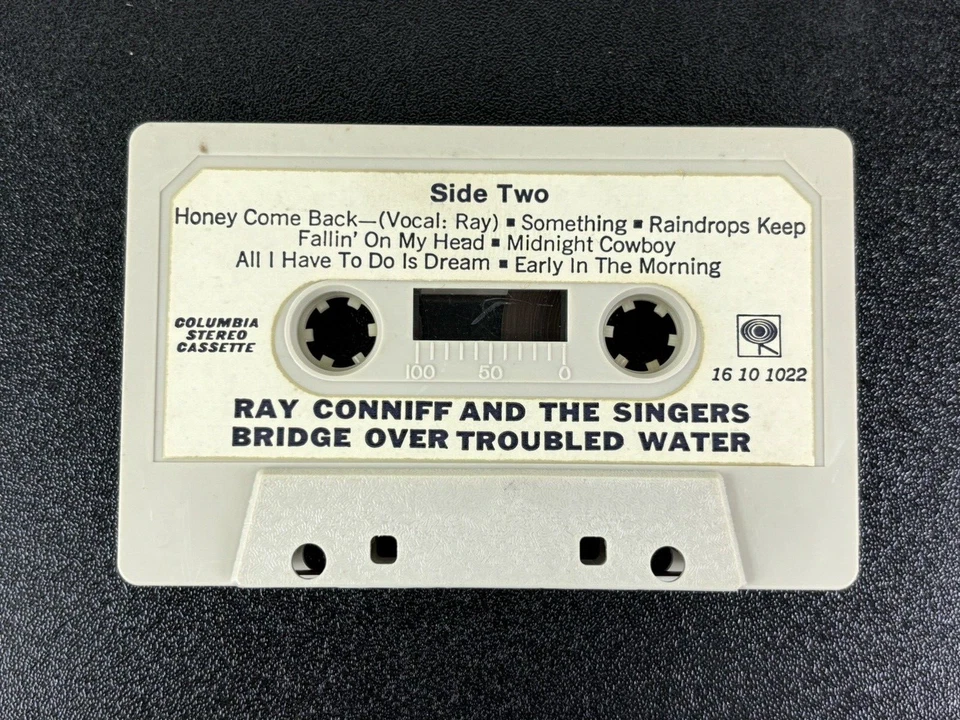 Side Two
Honey Come Back—(Vocal: Ray) ▪ Something ▪ Raindrops Keep
Fallin' On My Head ▪ Midnight Cowboy
All I Have To Do Is Dream ▪ Early In The Morning
COLUMBIA
STEREO
CASSETTE
100 50 0
16 10 1022
RAY CONNIFF AND THE SINGERS
BRIDGE OVER TROUBLED WATER